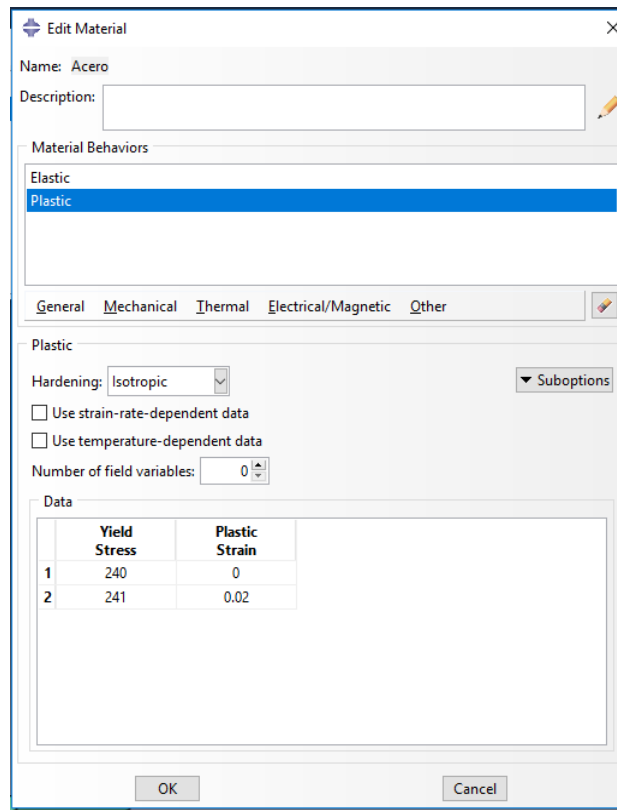 Edit Material
Name: Acero
Description:
Material Behaviors
Elastic
Plastic
General Mechanical Thermal Electrical/Magnetic Other
Plastic
Hardening: Isotropic
Suboptions
Use strain-rate-dependent data
Use temperature-dependent data
Number of field variables: 0
Data
Yield Plastic
Stress Strain
1 240 0
2 241 0.02
OK Cancel